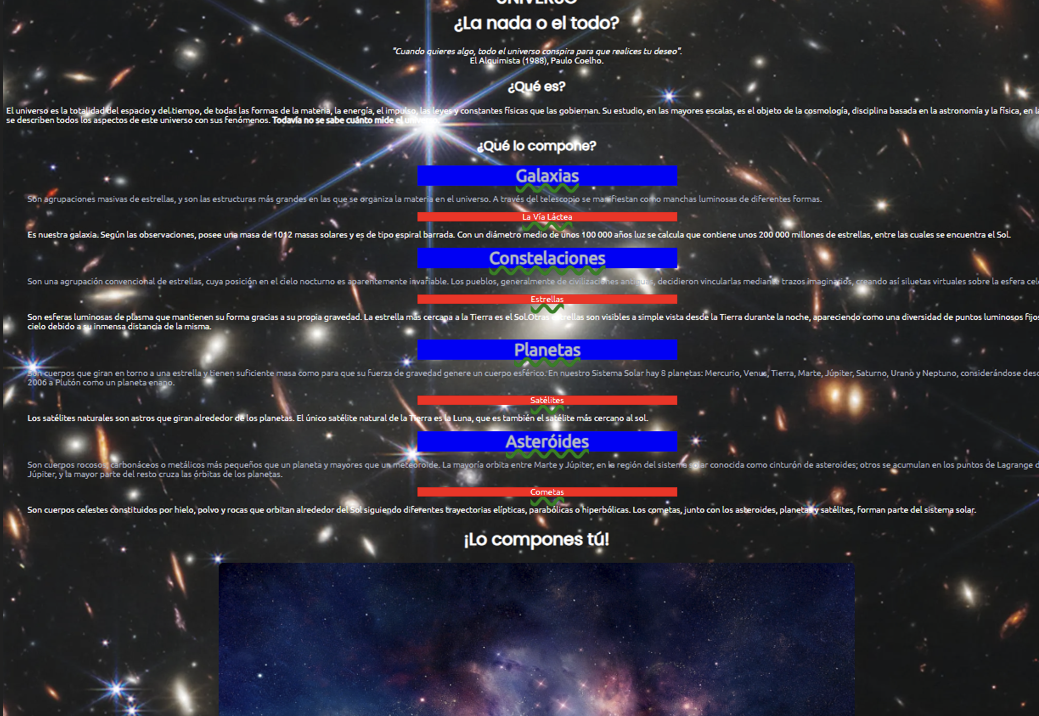 UNIVERSO
¿La nada o el todo?
"Cuando quieres algo, todo el universo conspira para que realices tu deseo".
El Alquimista (1988), Paulo Coelho.
¿Qué es?
El universo es la totalidad del espacio y del tiempo, de todas las formas de la materia, la energía, el impulso, las leyes y constantes físicas que las gobiernan. Su estudio, en las mayores escalas, es el objeto de la cosmología, disciplina basada en la astronomía y la física, en
se describen todos los aspectos de este universo con sus fenómenos. Todavía no se sabe cuánto mide el
¿Qué lo compone?
Galaxias
Son agrupaciones masivas de estrellas, y son las estructuras más grandes en las que se organiza la materia en el universo. A través del telescopio se manifiestan como manchas luminosas de diferentes formas.
La Vía Láctea
Es nuestra galaxia. Según las observaciones, posee una masa de 1012 masas solares y es de tipo espiral barrada. Con un diámetro medio de unos 100 000 años luz se calcula que contiene unos 200 000 millones de estrellas, entre las cuales se encuentra el Sol.
Constelaciones
Son una agrupación convencional de estrellas, cuya posición en el cielo nocturno es aparentemente invariable. Los pueblos, generalmente de civilizaciones antiguas, decidieron vincularlas mediante trazos imaginarios, creando así siluetas virtuales sobre la esfera
Estrellas
Son esferas luminosas de plasma que mantienen su forma gracias a su propia gravedad. La estrella más cercana a la Tierra es el Sol.Otras estrellas son visibles a simple vista desde la Tierra durante la noche, apareciendo como una diversidad de puntos luminosos
cielo debido a su inmensa distancia de la misma.
Planetas
Son cuerpos que giran en torno a una estrella y tienen suficiente masa como para que su fuerza de gravedad genere un cuerpo esférico. En nuestro Sistema Solar hay 8 planetas: Mercurio, Venus, Tierra, Marte, Júpiter, Saturno, Urano y Neptuno, considerándose
2006 a Plutón como un planeta enano.
Satélites
Los satélites naturales son astros que giran alrededor de los planetas. El único satélite natural de la Tierra es la Luna, que es también el satélite más cercano al sol.
Asteróides
Son cuerpos rocosos, carbonáceos o metálicos más pequeños que un planeta y mayores que un meteoroide. La mayoría orbita entre Marte y Júpiter, en la región del sistema solar conocida como cinturón de asteroides; otros se acumulan en los puntos de Lagrange
Júpiter, y la mayor parte del resto cruza las órbitas de los planetas.
Cometas
Son cuerpos celestes constituidos por hielo, polvo y rocas que orbitan alrededor del Sol siguiendo diferentes trayectorias elípticas, parabólicas o hiperbólicas. Los cometas, junto con los asteroides, planetas y satélites, forman parte del sistema solar.
¡Lo compones tú!